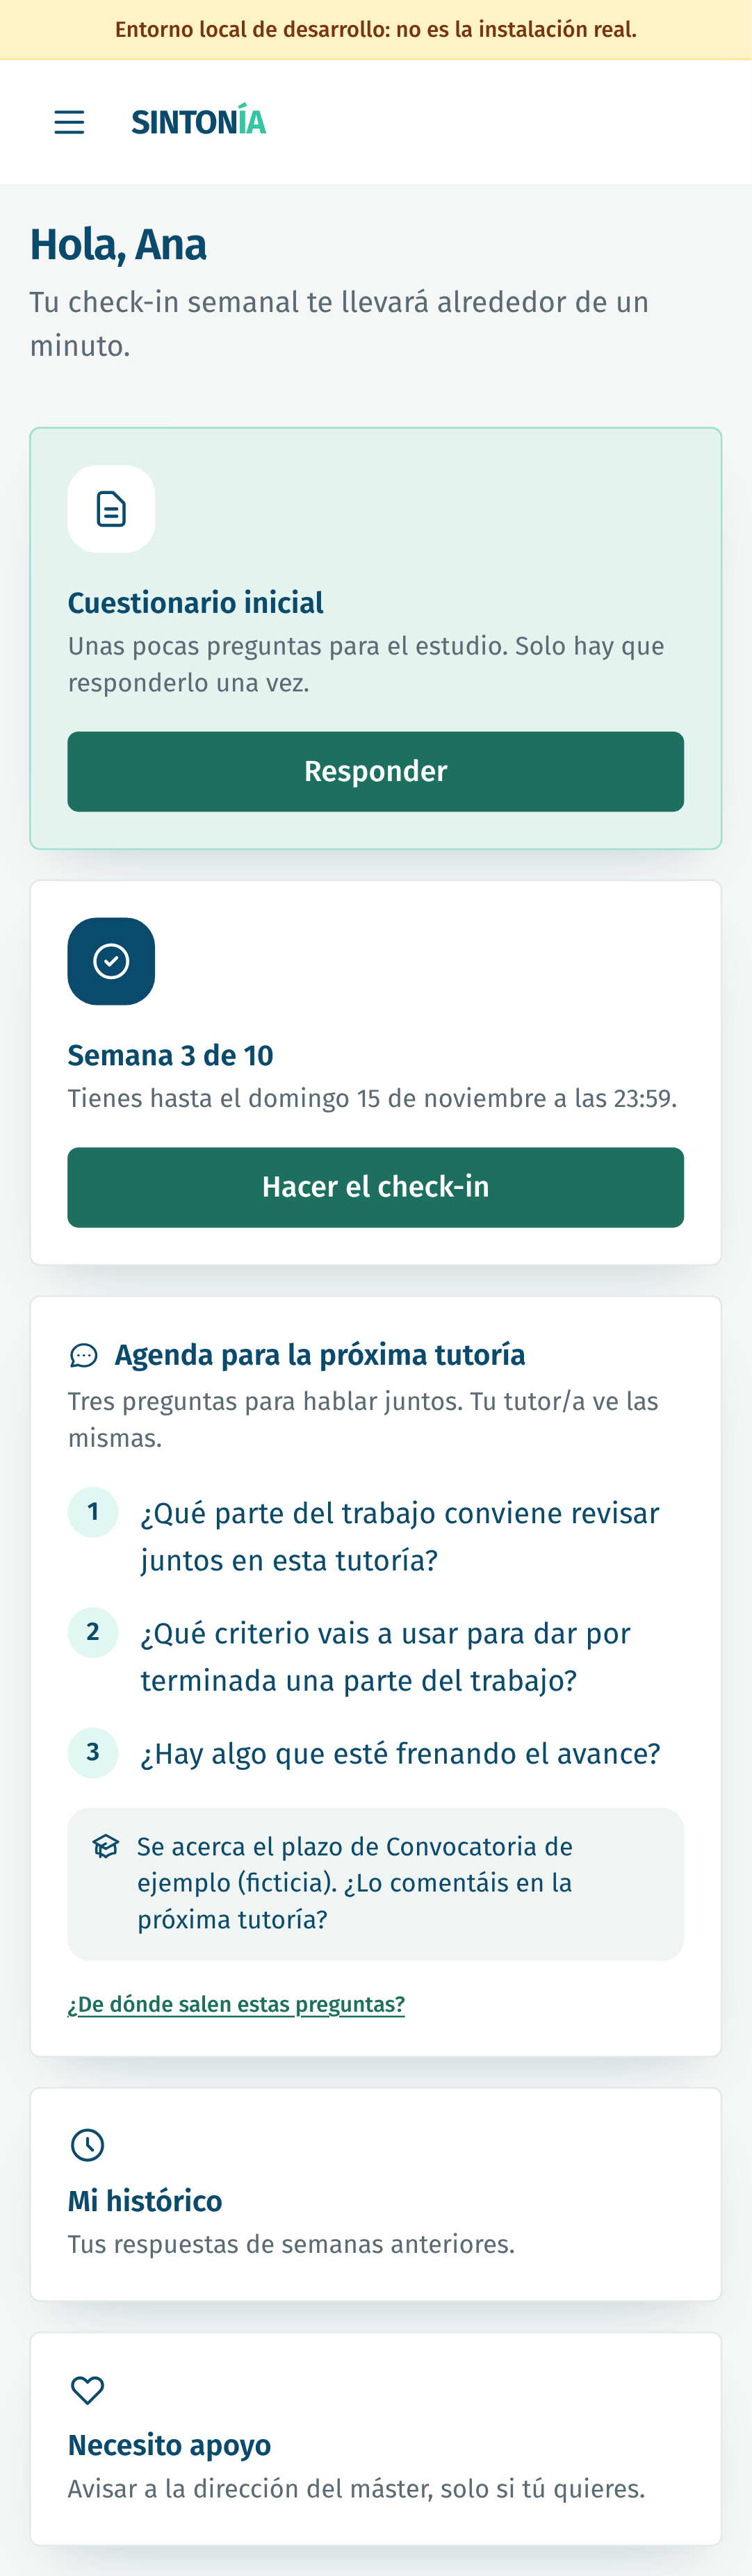 Entorno local de desarrollo: no es la instalación real.
SINTONÍA
Hola, Ana
Tu check-in semanal te llevará alrededor de un
minuto.
Cuestionario inicial
Unas pocas preguntas para el estudio. Solo hay que
responderlo una vez.
Responder
Semana 3 de 10
Tienes hasta el domingo 15 de noviembre a las 23:59.
Hacer el check-in
Agenda para la próxima tutoría
Tres preguntas para hablar juntos. Tu tutor/a ve las
mismas.
1 ¿Qué parte del trabajo conviene revisar
juntos en esta tutoría?
2 ¿Qué criterio vais a usar para dar por
terminada una parte del trabajo?
3 ¿Hay algo que esté frenando el avance?
Se acerca el plazo de Convocatoria de
ejemplo (ficticia). ¿Lo comentáis en la
próxima tutoría?
¿De dónde salen estas preguntas?
Mi histórico
Tus respuestas de semanas anteriores.
Necesito apoyo
Avisar a la dirección del máster, solo si tú quieres.